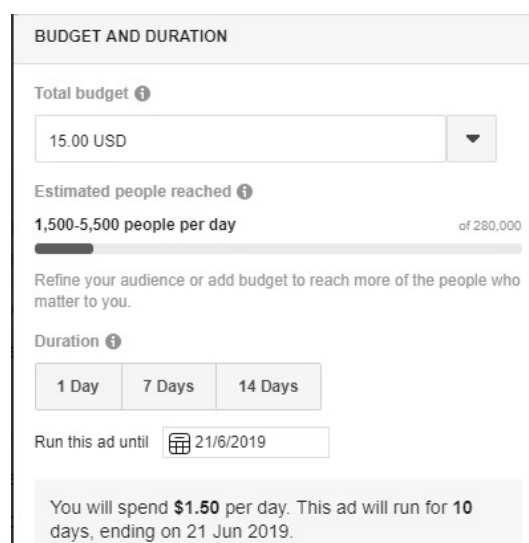 BUDGET AND DURATION
Total budget
15.00 USD
Estimated people reached
1,500-5,500 people per day
of 280,000
Refine your audience or add budget to reach more of the people who
matter to you.
Duration
1 Day
7 Days
14 Days
Run this ad until
21/6/2019
You will spend $1.50 per day. This ad will run for 10
days, ending on 21 Jun 2019.